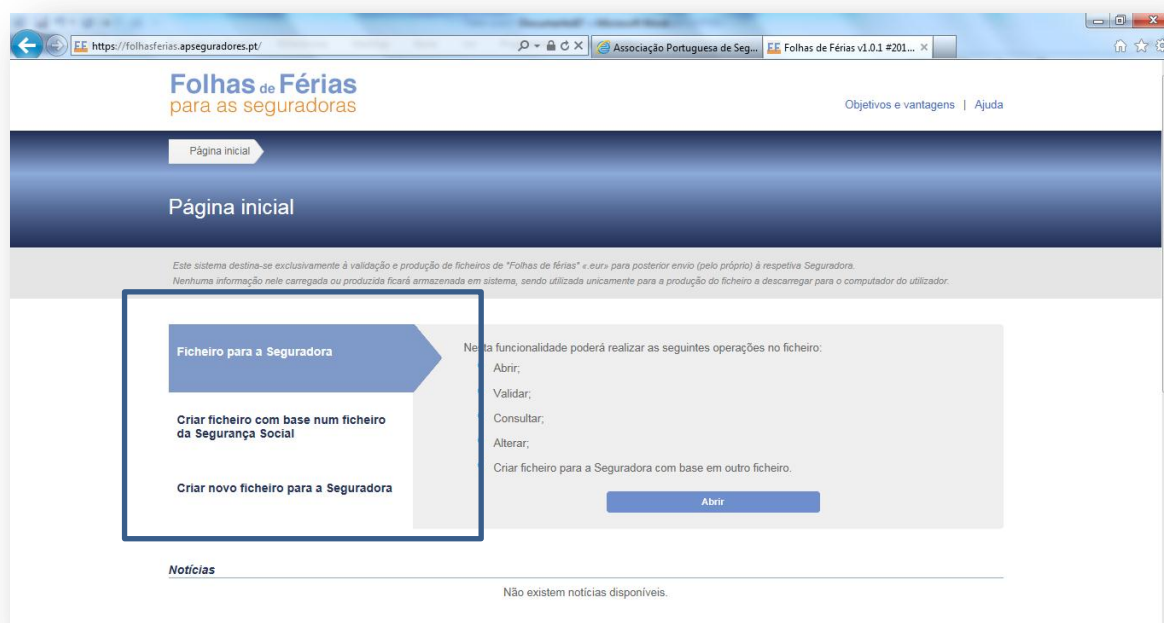 https://folhasferias.apseguradores.pt/
Associação Portuguesa de Seg...
Folhas de Férias v1.0.1 #201...
Folhas de Férias
para as seguradoras
Objetivos e vantagens | Ajuda
Página inicial
Página inicial
Este sistema destina-se exclusivamente à validação e produção de ficheiros de "Folhas de férias" «.eur» para posterior envio (pelo próprio) à respetiva Seguradora.
Nenhuma informação nele carregada ou produzida ficará armazenada em sistema, sendo utilizada unicamente para a produção do ficheiro a descarregar para o computador do utilizador.
Ficheiro para a Seguradora
Criar ficheiro com base num ficheiro
da Segurança Social
Criar novo ficheiro para a Seguradora
Nesta funcionalidade poderá realizar as seguintes operações no ficheiro:
Abrir;
Validar;
Consultar;
Alterar;
Criar ficheiro para a Seguradora com base em outro ficheiro.
Abrir
Notícias
Não existem notícias disponíveis.